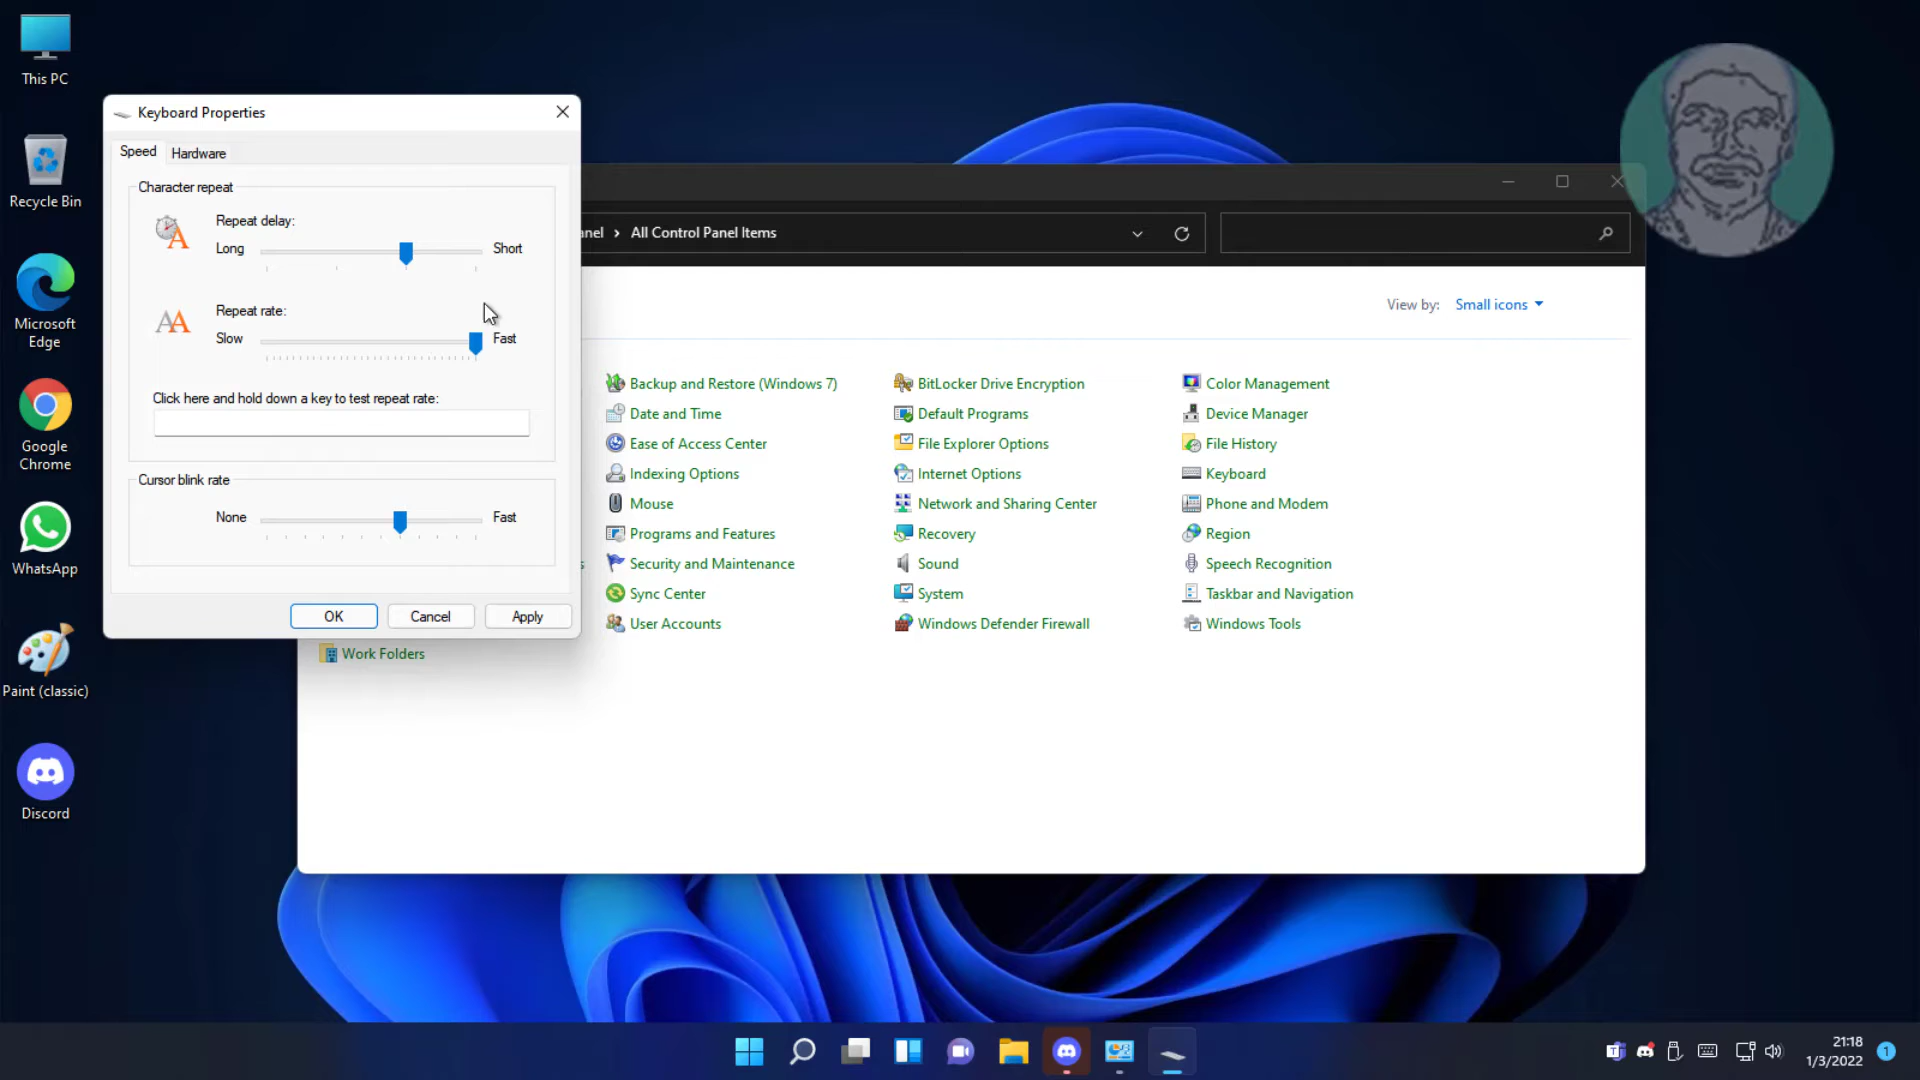 This PC
Recycle Bin
Microsoft
Edge
Google
Chrome
WhatsApp
Paint (classic)
Discord
Keyboard Properties
Speed
Hardware
Character repeat
Repeat delay:
Long
Short
Repeat rate:
Slow
Fast
Click here and hold down a key to test repeat rate:
Cursor blink rate
None
Fast
OK
Cancel
Apply
All Control Panel Items
View by:
Small icons
Backup and Restore (Windows 7)
BitLocker Drive Encryption
Color Management
Date and Time
Default Programs
Device Manager
Ease of Access Center
File Explorer Options
File History
Indexing Options
Internet Options
Keyboard
Mouse
Network and Sharing Center
Phone and Modem
Programs and Features
Recovery
Region
Security and Maintenance
Sound
Speech Recognition
Sync Center
System
Taskbar and Navigation
User Accounts
Windows Defender Firewall
Windows Tools
Work Folders
21:18
1/3/2022
1